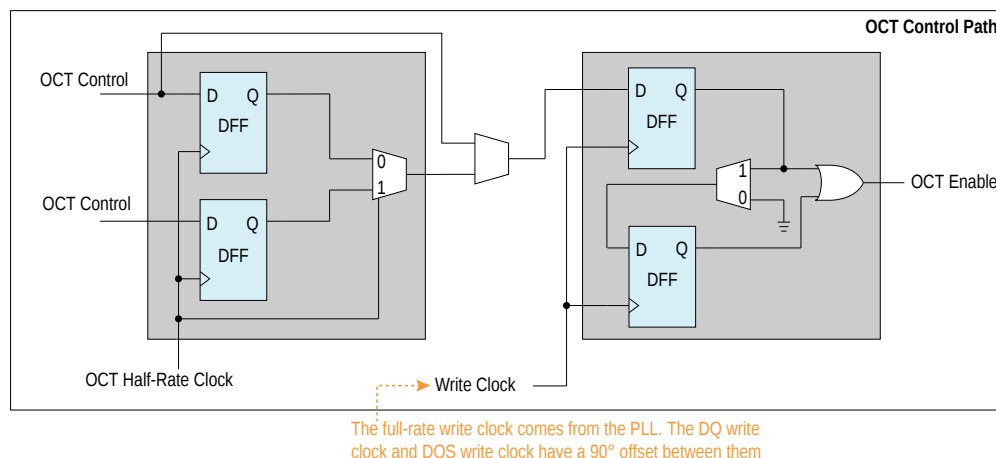 OCT Control Path
OCT Control
D Q
DFF
OCT Control
D Q
DFF
0
1
D Q
DFF
1
0
OCT Enable
D Q
DFF
OCT Half-Rate Clock
Write Clock
The full-rate write clock comes from the PLL. The DQ write
clock and DOS write clock have a 90° offset between them